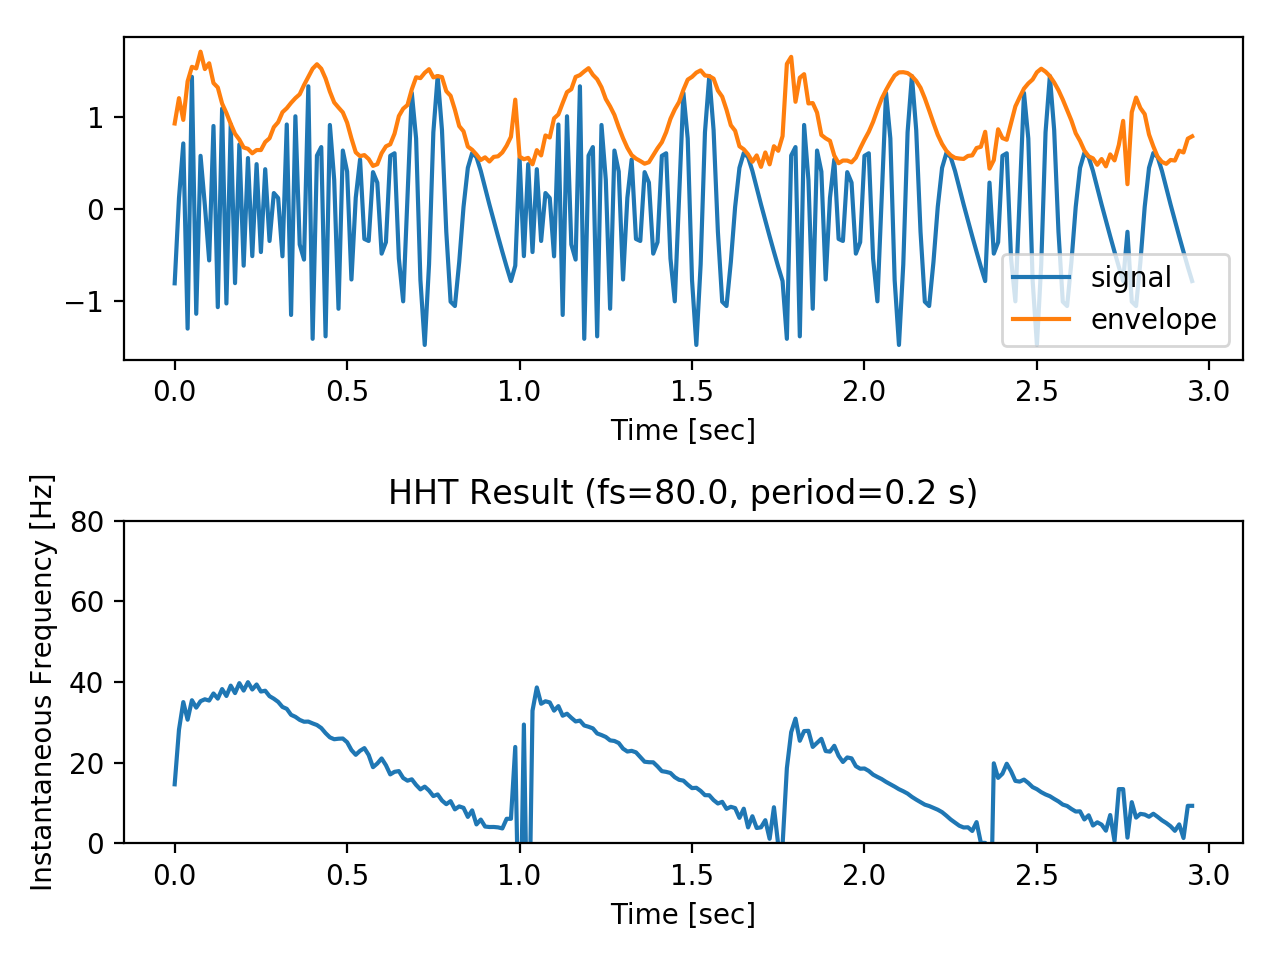 1
0
−1
signal
envelope
0.0 0.5 1.0 1.5 2.0 2.5 3.0
Time [sec]
HHT Result (fs=80.0, period=0.2 s)
Instantaneous Frequency [Hz]
80
60
40
20
0
0.0 0.5 1.0 1.5 2.0 2.5 3.0
Time [sec]